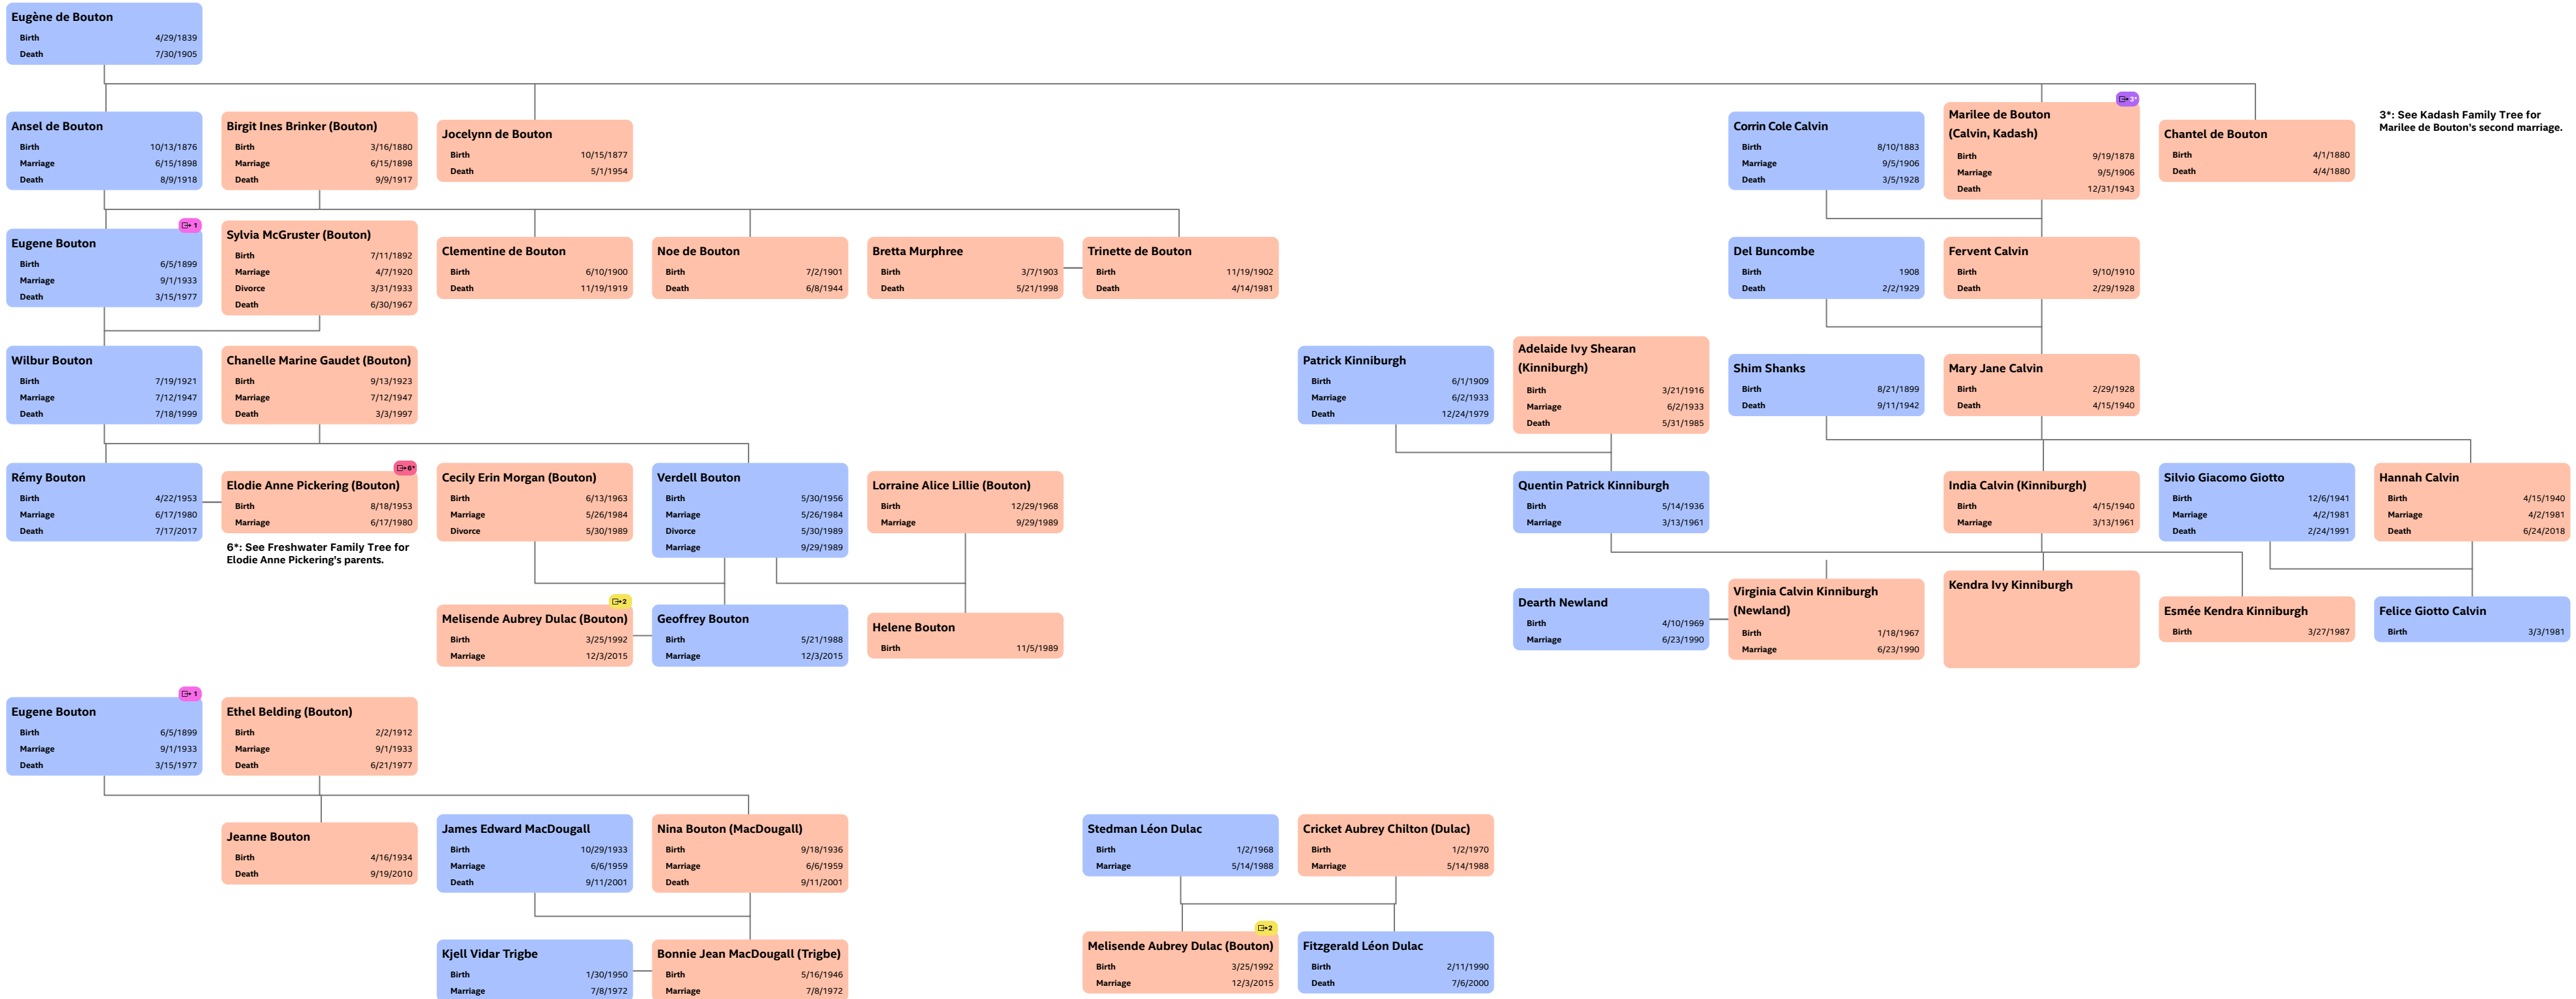 Eugène de Bouton
Birth 4/29/1839
Death 7/30/1905
Ansel de Bouton
Birth 10/13/1876
Marriage 6/15/1898
Death 8/9/1918
Birgit Ines Brinker (Bouton)
Birth 3/16/1880
Marriage 6/15/1898
Death 9/9/1917
Jocelynn de Bouton
Birth 10/15/1877
Death 5/1/1954
Corrin Cole Calvin
Birth 8/10/1883
Marriage 9/5/1906
Death 3/5/1928
3*
Marilee de Bouton
(Calvin, Kadash)
Birth 9/19/1878
Marriage 9/5/1906
Death 12/31/1943
Chantel de Bouton
Birth 4/1/1880
Death 4/4/1880
3*: See Kadash Family Tree for
Marilee de Bouton's second marriage.
1
Eugene Bouton
Birth 6/5/1899
Marriage 9/1/1933
Death 3/15/1977
Sylvia McGruster (Bouton)
Birth 7/11/1892
Marriage 4/7/1920
Divorce 3/31/1933
Death 6/30/1967
Clementine de Bouton
Birth 6/10/1900
Death 11/19/1919
Noe de Bouton
Birth 7/2/1901
Death 6/8/1944
Bretta Murphree
Birth 3/7/1903
Death 5/21/1998
Trinette de Bouton
Birth 11/19/1902
Death 4/14/1981
Del Buncombe
Birth 1908
Death 2/2/1929
Fervent Calvin
Birth 9/10/1910
Death 2/29/1928
Wilbur Bouton
Birth 7/19/1921
Marriage 7/12/1947
Death 7/18/1999
Chanelle Marine Gaudet (Bouton)
Birth 9/13/1923
Marriage 7/12/1947
Death 3/3/1997
Patrick Kinniburgh
Birth 6/1/1909
Marriage 6/2/1933
Death 12/24/1979
Adelaide Ivy Shearan
(Kinniburgh)
Birth 3/21/1916
Marriage 6/2/1933
Death 5/31/1985
Shim Shanks
Birth 8/21/1899
Death 9/11/1942
Mary Jane Calvin
Birth 2/29/1928
Death 4/15/1940
Rémy Bouton
Birth 4/22/1953
Marriage 6/17/1980
Death 7/17/2017
6*
Elodie Anne Pickering (Bouton)
Birth 8/18/1953
Marriage 6/17/1980
6*: See Freshwater Family Tree for
Elodie Anne Pickering's parents.
Cecily Erin Morgan (Bouton)
Birth 6/13/1963
Marriage 5/26/1984
Divorce 5/30/1989
Verdell Bouton
Birth 5/30/1956
Marriage 5/26/1984
Divorce 5/30/1989
Marriage 9/29/1989
Lorraine Alice Lillie (Bouton)
Birth 12/29/1968
Marriage 9/29/1989
Quentin Patrick Kinniburgh
Birth 5/14/1936
Marriage 3/13/1961
India Calvin (Kinniburgh)
Birth 4/15/1940
Marriage 3/13/1961
Silvio Giacomo Giotto
Birth 12/6/1941
Marriage 4/2/1981
Death 2/24/1991
Hannah Calvin
Birth 4/15/1940
Marriage 4/2/1981
Death 6/24/2018
2
Melisende Aubrey Dulac (Bouton)
Birth 3/25/1992
Marriage 12/3/2015
Geoffrey Bouton
Birth 5/21/1988
Marriage 12/3/2015
Helene Bouton
Birth 11/5/1989
Dearth Newland
Birth 4/10/1969
Marriage 6/23/1990
Virginia Calvin Kinniburgh
(Newland)
Birth 1/18/1967
Marriage 6/23/1990
Kendra Ivy Kinniburgh
Esmée Kendra Kinniburgh
Birth 3/27/1987
Felice Giotto Calvin
Birth 3/3/1981
1
Eugene Bouton
Birth 6/5/1899
Marriage 9/1/1933
Death 3/15/1977
Ethel Belding (Bouton)
Birth 2/2/1912
Marriage 9/1/1933
Death 6/21/1977
Jeanne Bouton
Birth 4/16/1934
Death 9/19/2010
James Edward MacDougall
Birth 10/29/1933
Marriage 6/6/1959
Death 9/11/2001
Nina Bouton (MacDougall)
Birth 9/18/1936
Marriage 6/6/1959
Death 9/11/2001
Stedman Léon Dulac
Birth 1/2/1968
Marriage 5/14/1988
Cricket Aubrey Chilton (Dulac)
Birth 1/2/1970
Marriage 5/14/1988
Kjell Vidar Trigbe
Birth 1/30/1950
Marriage 7/8/1972
Bonnie Jean MacDougall (Trigbe)
Birth 5/16/1946
Marriage 7/8/1972
2
Melisende Aubrey Dulac (Bouton)
Birth 3/25/1992
Marriage 12/3/2015
Fitzgerald Léon Dulac
Birth 2/11/1990
Death 7/6/2000